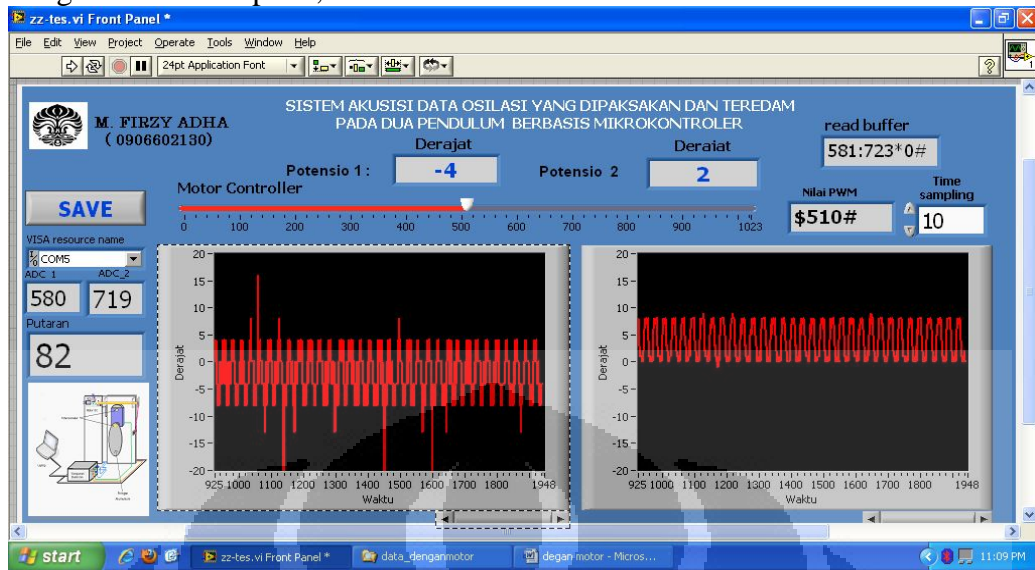 zz-tes.vi Front Panel *
File Edit View Project Operate Tools Window Help
24pt Application Font
SISTEM AKUSISI DATA OSILASI YANG DIPAKSAKAN DAN TEREDAM
PADA DUA PENDULUM BERBASIS MIKROKONTROLER
M. FIRZY ADHA
( 0906602130)
read buffer
581:723*0#
Derajat
Potensio 1 :
-4
Deraiat
Potensio 2
2
Motor Controller
0 100 200 300 400 500 600 700 800 900 1023
Nilai PWM
$510#
Time
sampling
10
SAVE
VISA resource name
COM5
ADC 1 ADC_2
580 719
Putaran
82
20-
15-
10-
5-
0-
-5-
-10-
-15-
-20-
Derajat
925 1000 1100 1200 1300 1400 1500 1600 1700 1800 1948
Waktu
20-
15-
10-
5-
0-
-5-
-10-
-15-
-20-
Derajat
925 1000 1100 1200 1300 1400 1500 1600 1700 1800 1948
Waktu
start
zz-tes.vi Front Panel *
data_denganmotor
degan motor - Micros...
11:09 PM